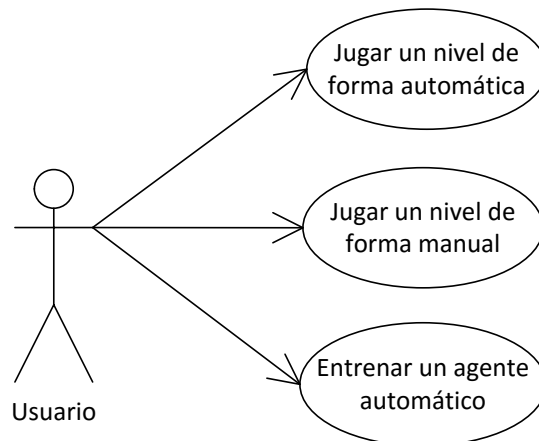 Jugar un nivel de
forma automática
Jugar un nivel de
forma manual
Entrenar un agente
automático
Usuario